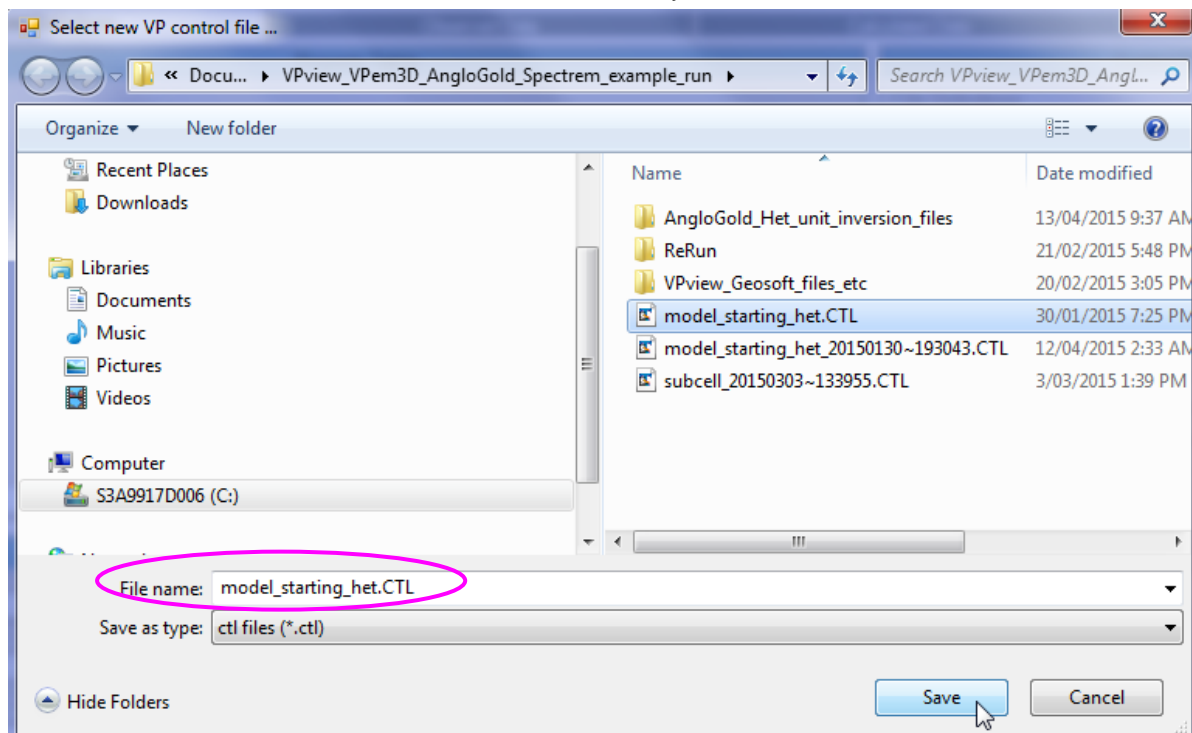 Select new VP control file ...
« Docu... ▸ VPview_VPem3D_AngloGold_Spectrem_example_run ▸
Search VPview_VPem3D_Angl...
Organize ▾ New folder
Recent Places
Downloads
Libraries
Documents
Music
Pictures
Videos
Computer
S3A9917D006 (C:)
Name Date modified
AngloGold_Het_unit_inversion_files 13/04/2015 9:37 AM
ReRun 21/02/2015 5:48 PM
VPview_Geosoft_files_etc 20/02/2015 3:05 PM
model_starting_het.CTL 30/01/2015 7:25 PM
model_starting_het_20150130~193043.CTL 12/04/2015 2:33 AM
subcell_20150303~133955.CTL 3/03/2015 1:39 PM
File name: model_starting_het.CTL
Save as type: ctl files (*.ctl)
Hide Folders
Save Cancel